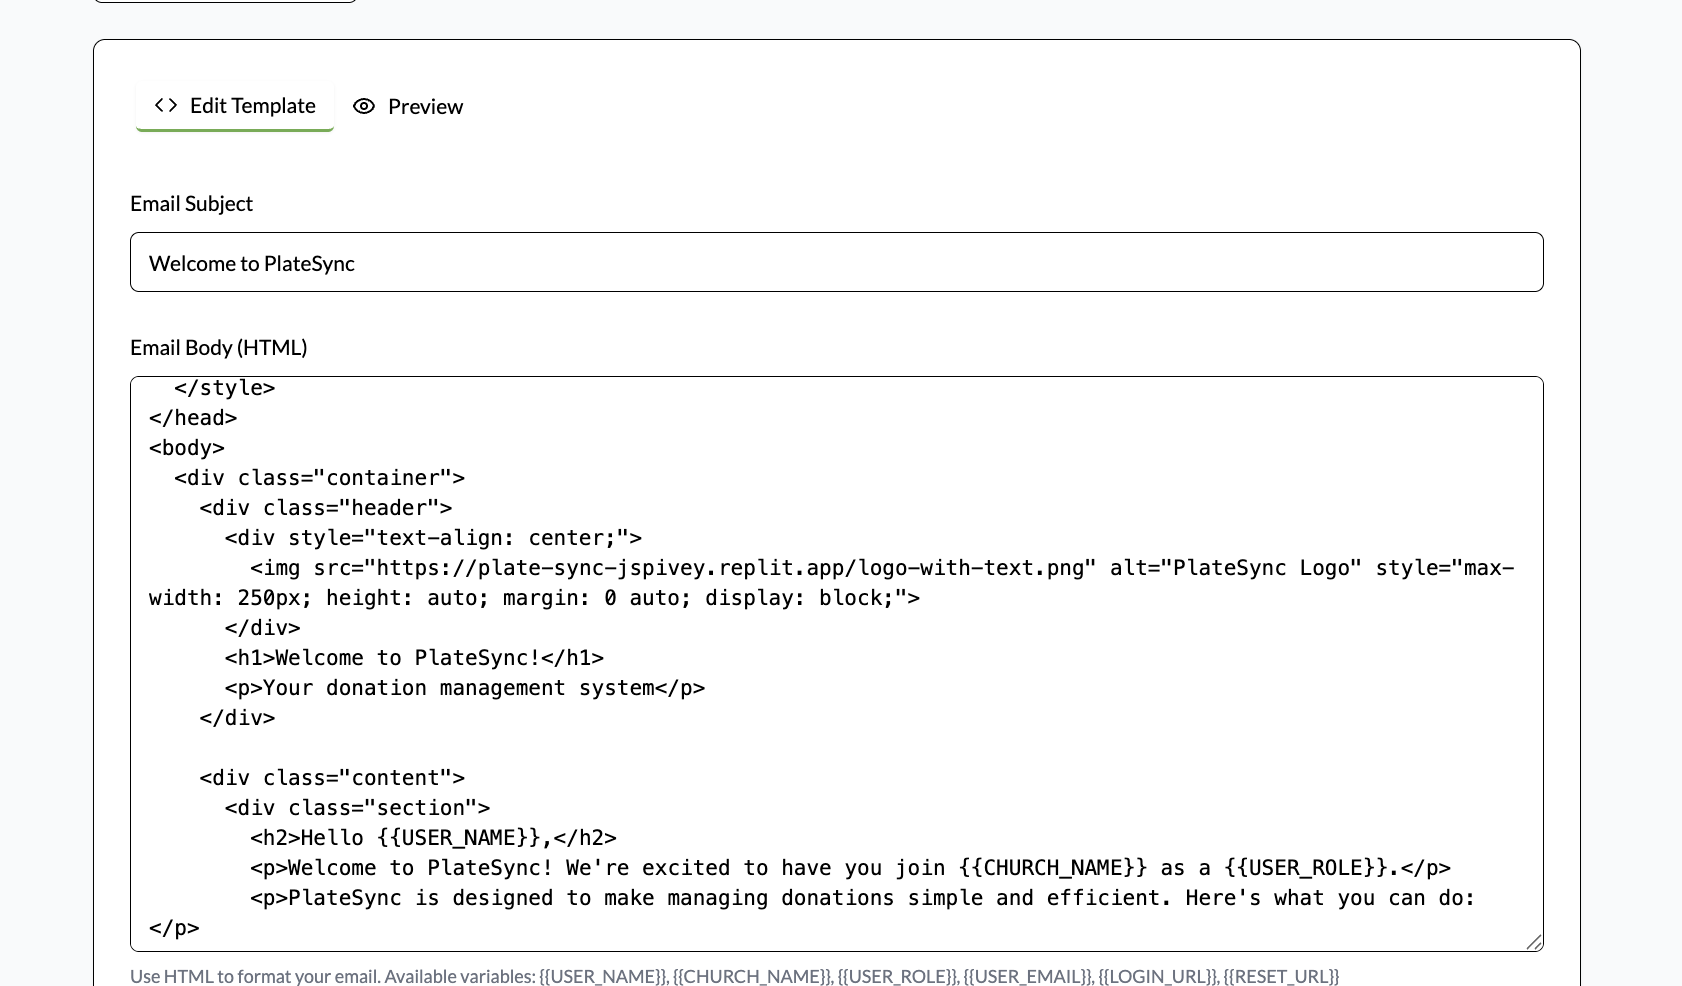 Edit Template
Preview
Email Subject
Welcome to PlateSync
Email Body (HTML)
</style>
</head>
<body>
<div class="container">
<div class="header">
<div style="text-align: center;">
<img src="https://plate-sync-jspivey.replit.app/logo-with-text.png" alt="PlateSync Logo" style="max-
width: 250px; height: auto; margin: 0 auto; display: block;">
</div>
<h1>Welcome to PlateSync!</h1>
<p>Your donation management system</p>
</div>
<div class="content">
<div class="section">
<h2>Hello {{USER_NAME}},</h2>
<p>Welcome to PlateSync! We're excited to have you join {{CHURCH_NAME}} as a {{USER_ROLE}}.</p>
<p>PlateSync is designed to make managing donations simple and efficient. Here's what you can do:
</p>
Use HTML to format your email. Available variables: {{USER_NAME}}, {{CHURCH_NAME}}, {{USER_ROLE}}, {{USER_EMAIL}}, {{LOGIN_URL}}, {{RESET_URL}}